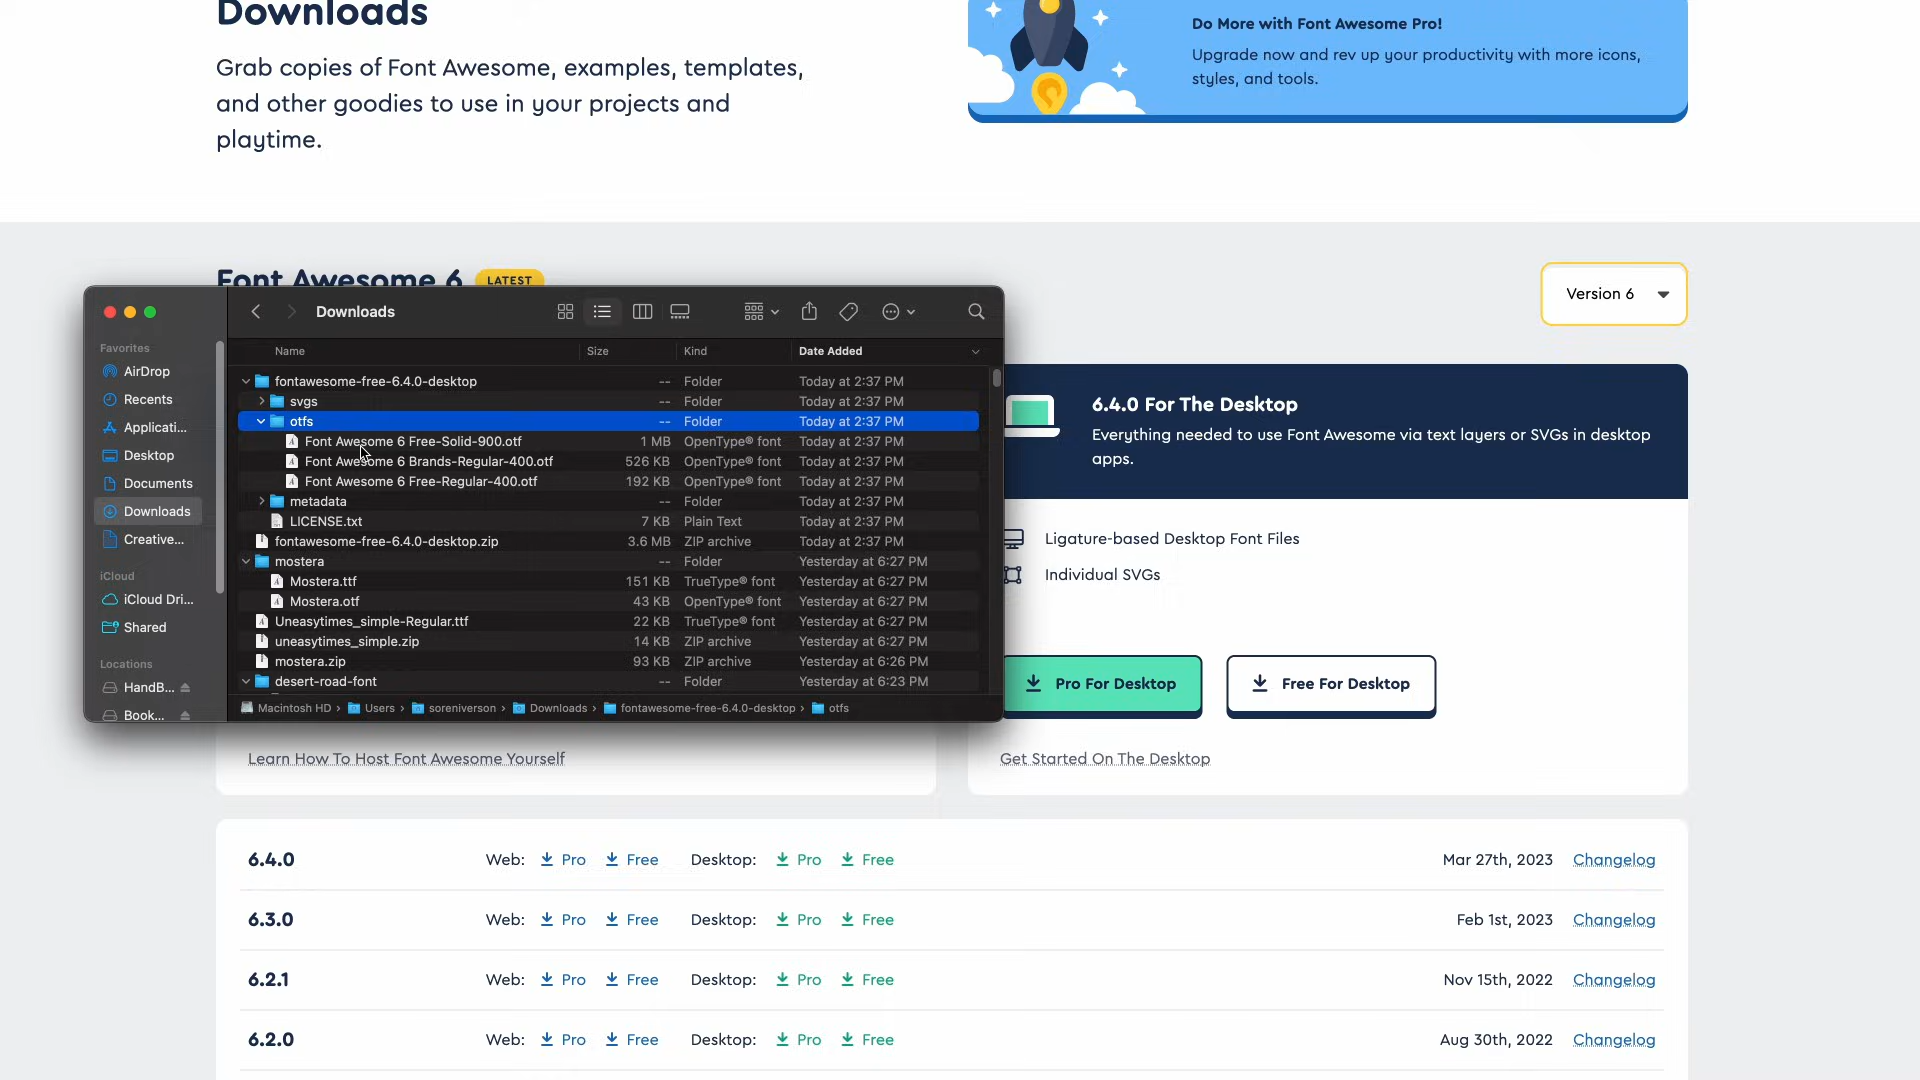 Downloads
Grab copies of Font Awesome, examples, templates,
and other goodies to use in your projects and
playtime.
Do More with Font Awesome Pro!
Upgrade now and rev up your productivity with more icons,
styles, and tools.
Font Awesome 6 LATEST
Version 6
Downloads
Favorites
AirDrop
Recents
Applicati...
Desktop
Documents
Downloads
Creative...
iCloud
iCloud Dri...
Shared
Locations
HandB...
Book...
Name Size Kind Date Added
fontawesome-free-6.4.0-desktop -- Folder Today at 2:37 PM
svgs -- Folder Today at 2:37 PM
otfs -- Folder Today at 2:37 PM
Font Awesome 6 Free-Solid-900.otf 1 MB OpenType® font Today at 2:37 PM
Font Awesome 6 Brands-Regular-400.otf 526 KB OpenType® font Today at 2:37 PM
Font Awesome 6 Free-Regular-400.otf 192 KB OpenType® font Today at 2:37 PM
metadata -- Folder Today at 2:37 PM
LICENSE.txt 7 KB Plain Text Today at 2:37 PM
fontawesome-free-6.4.0-desktop.zip 3.6 MB ZIP archive Today at 2:37 PM
mostera -- Folder Yesterday at 6:27 PM
Mostera.ttf 151 KB TrueType® font Yesterday at 6:27 PM
Mostera.otf 43 KB OpenType® font Yesterday at 6:27 PM
Uneasytimes_simple-Regular.ttf 22 KB TrueType® font Yesterday at 6:27 PM
uneasytimes_simple.zip 14 KB ZIP archive Yesterday at 6:27 PM
mostera.zip 93 KB ZIP archive Yesterday at 6:26 PM
desert-road-font -- Folder Yesterday at 6:23 PM
Macintosh HD › Users › soreniverson › Downloads › fontawesome-free-6.4.0-desktop › otfs
6.4.0 For The Desktop
Everything needed to use Font Awesome via text layers or SVGs in desktop
apps.
Ligature-based Desktop Font Files
Individual SVGs
Pro For Desktop
Free For Desktop
Learn How To Host Font Awesome Yourself
Get Started On The Desktop
6.4.0 Web: Pro Free Desktop: Pro Free Mar 27th, 2023 Changelog
6.3.0 Web: Pro Free Desktop: Pro Free Feb 1st, 2023 Changelog
6.2.1 Web: Pro Free Desktop: Pro Free Nov 15th, 2022 Changelog
6.2.0 Web: Pro Free Desktop: Pro Free Aug 30th, 2022 Changelog